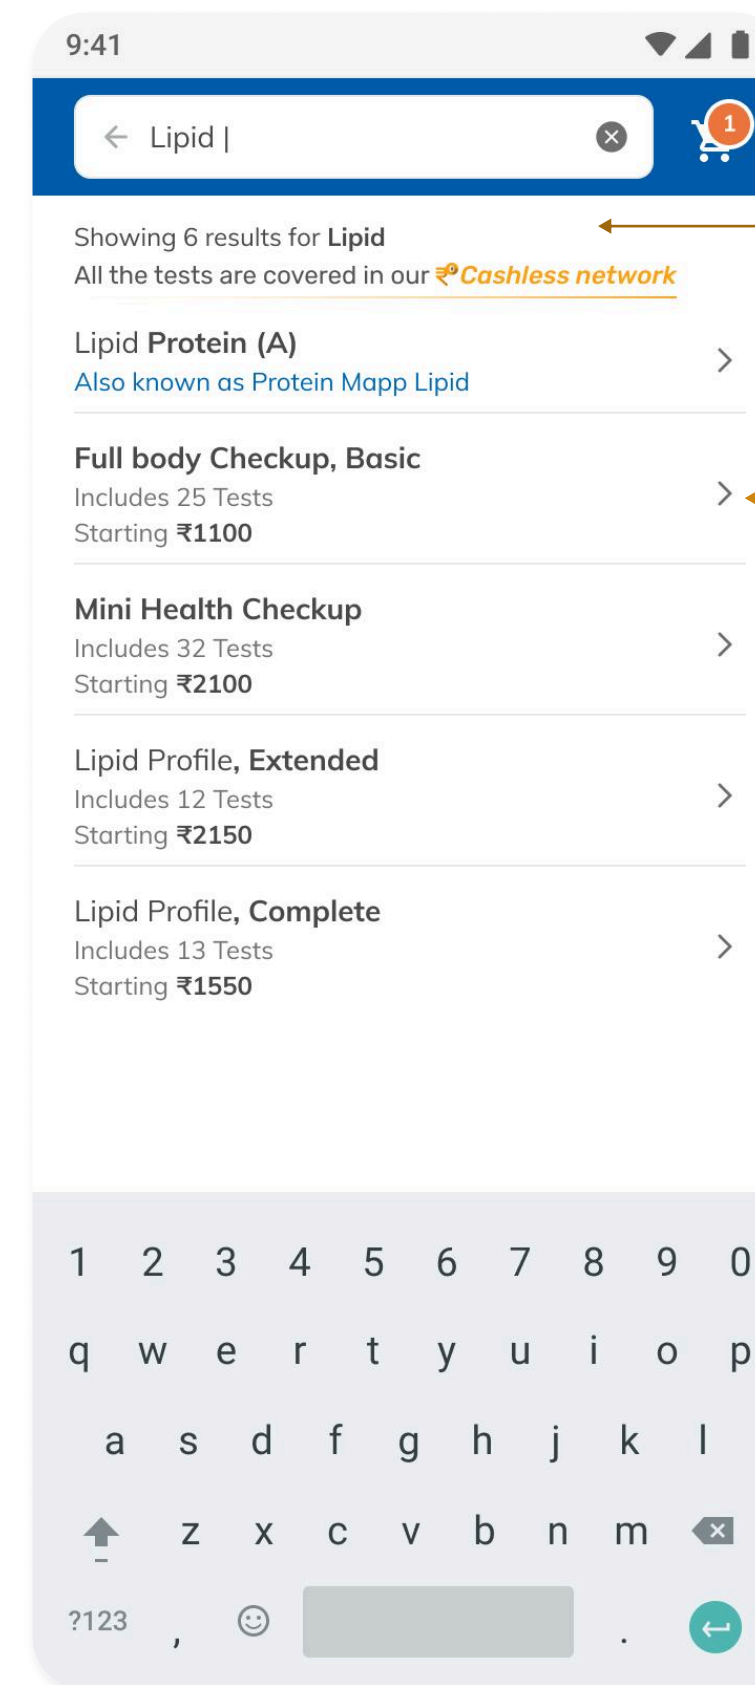 9:41
Lipid |
1
Showing 6 results for Lipid
All the tests are covered in our ₹ Cashless network
Lipid Protein (A)
Also known as Protein Mapp Lipid
Full body Checkup, Basic
Includes 25 Tests
Starting ₹1100
Mini Health Checkup
Includes 32 Tests
Starting ₹2100
Lipid Profile, Extended
Includes 12 Tests
Starting ₹2150
Lipid Profile, Complete
Includes 13 Tests
Starting ₹1550
1 2 3 4 5 6 7 8 9 0
q w e r t y u i o p
a s d f g h j k l
z x c v b n m
?123 , .